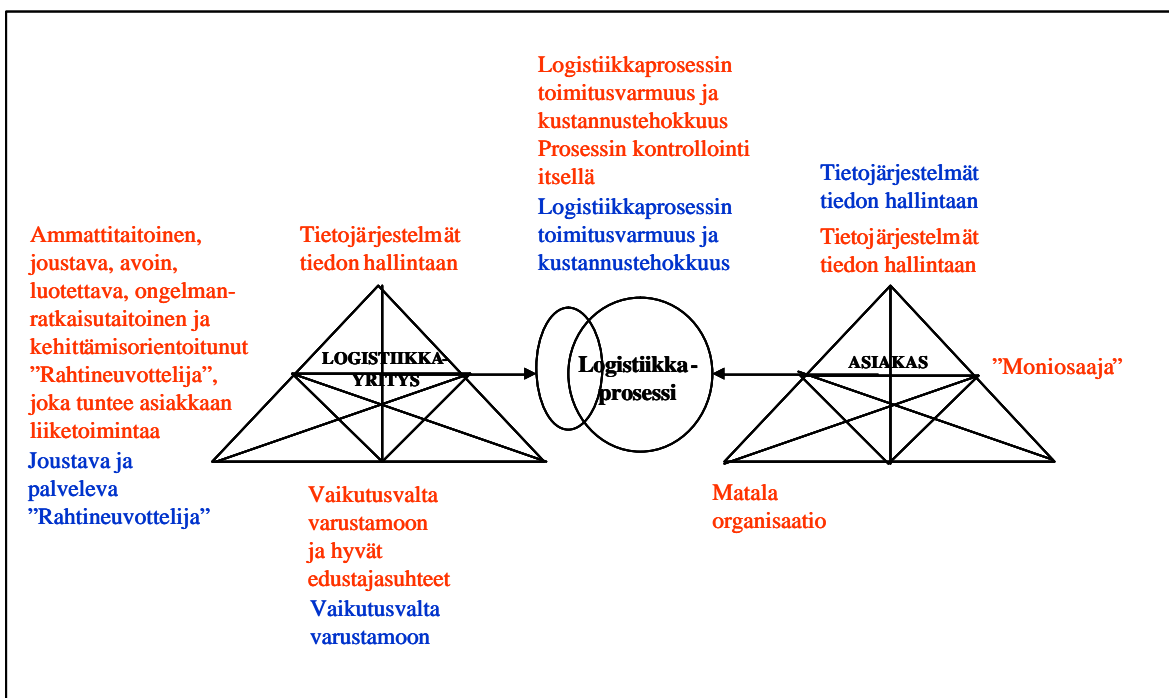 Logistiikkaprosessin
toimitusvarmuus ja
kustannustehokkuus
Prosessin kontrollointi
itsellä
Logistiikkaprosessin
toimitusvarmuus ja
kustannustehokkuus
Tietojärjestelmät
tiedon hallintaan
Tietojärjestelmät
tiedon hallintaan
Ammattitaitoinen,
joustava, avoin,
luotettava, ongelman-
ratkaisutaitoinen ja
kehittämisorientoitunut
”Rahtineuvottelija”,
joka tuntee asiakkaan
liiketoimintaa
Joustava ja
palveleva
”Rahtineuvottelija”
Tietojärjestelmät
tiedon hallintaan
LOGISTIIKKA-
YRITYS
Logistiikka-
prosessi
ASIAKAS
”Moniosaaja”
Vaikutusvalta
varustamoon
ja hyvät
edustajasuhteet
Vaikutusvalta
varustamoon
Matala
organisaatio